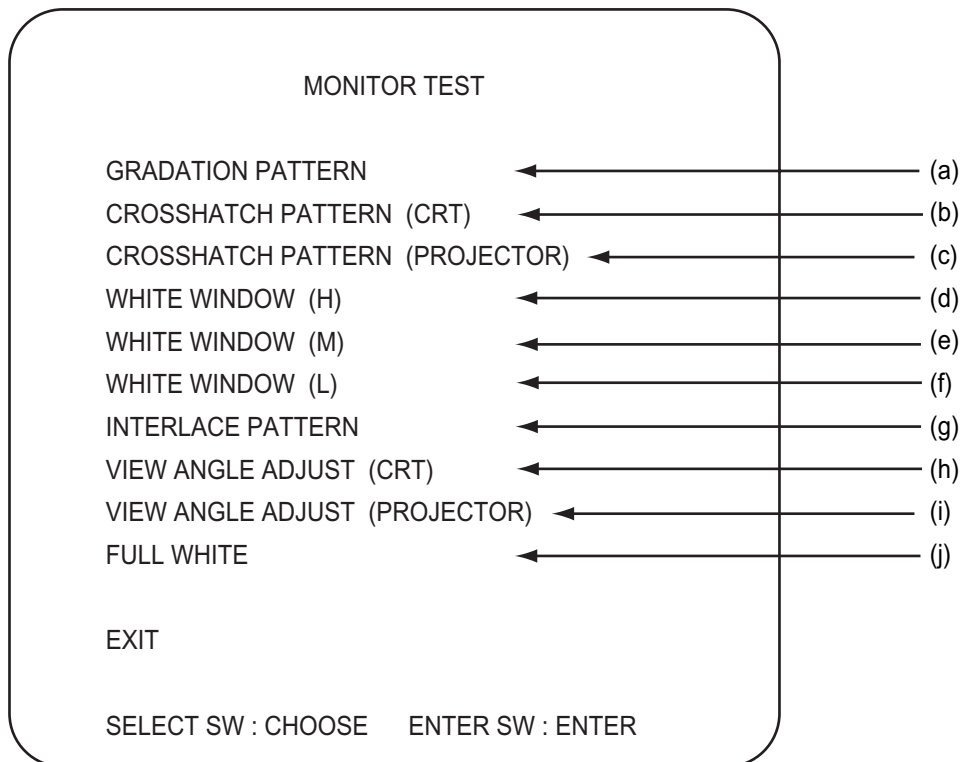 MONITOR TEST
GRADATION PATTERN (a)
CROSSHATCH PATTERN (CRT) (b)
CROSSHATCH PATTERN (PROJECTOR) (c)
WHITE WINDOW (H) (d)
WHITE WINDOW (M) (e)
WHITE WINDOW (L) (f)
INTERLACE PATTERN (g)
VIEW ANGLE ADJUST (CRT) (h)
VIEW ANGLE ADJUST (PROJECTOR) (i)
FULL WHITE (j)
EXIT
SELECT SW : CHOOSE ENTER SW : ENTER